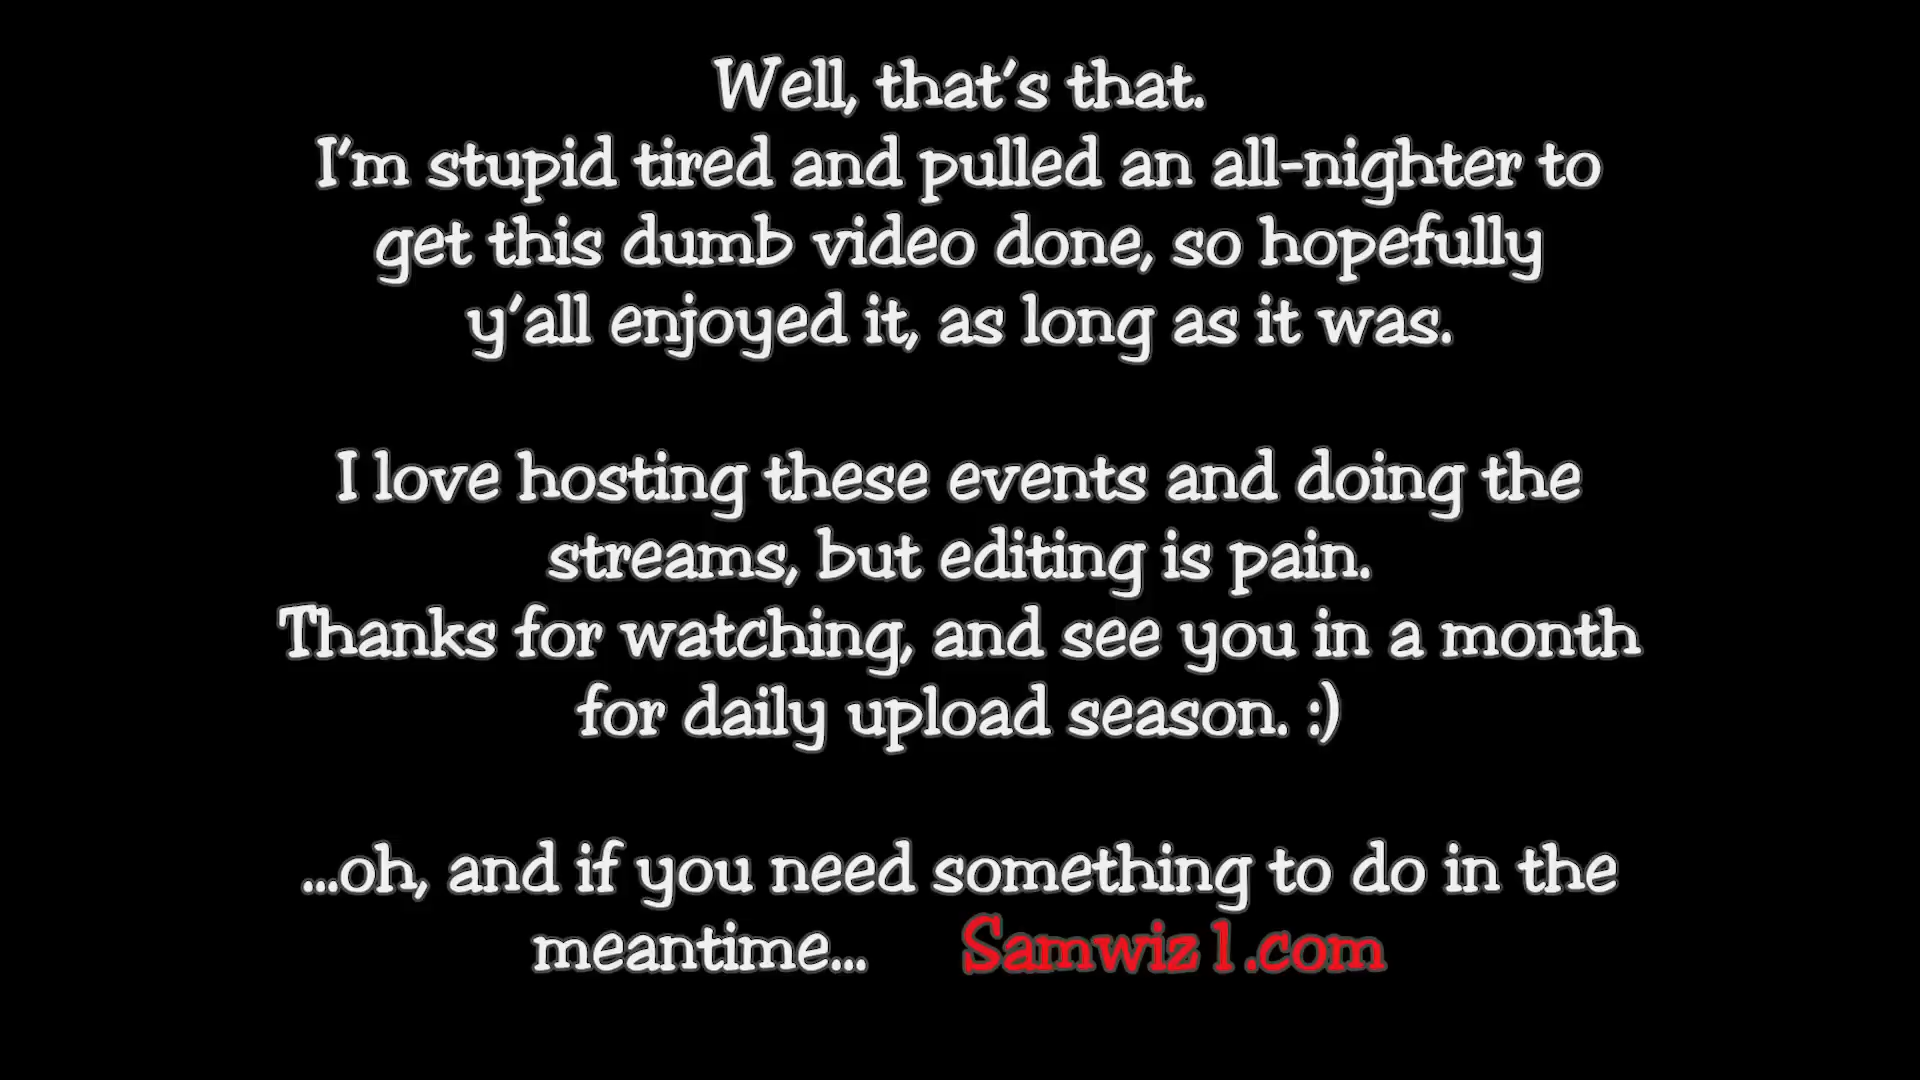 Well, that's that.
I'm stupid tired and pulled an all-nighter to
get this dumb video done, so hopefully
y'all enjoyed it, as long as it was.
I love hosting these events and doing the
streams, but editing is pain.
Thanks for watching, and see you in a month
for daily upload season. :)
...oh, and if you need something to do in the
meantime... Samwiz1.com